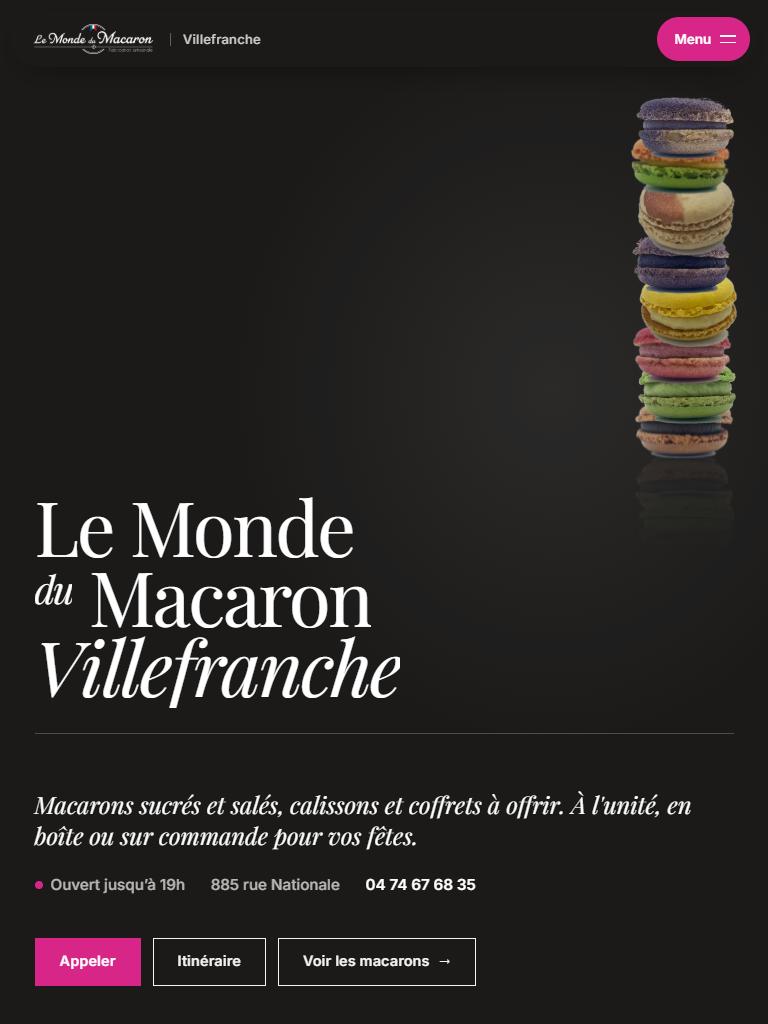 Le Monde du Macaron
Fabrication artisanale
Villefranche
Menu
Le Monde
du Macaron
Villefranche
Macarons sucrés et salés, calissons et coffrets à offrir. À l'unité, en
boîte ou sur commande pour vos fêtes.
Ouvert jusqu’à 19h 885 rue Nationale 04 74 67 68 35
Appeler Itinéraire Voir les macarons →